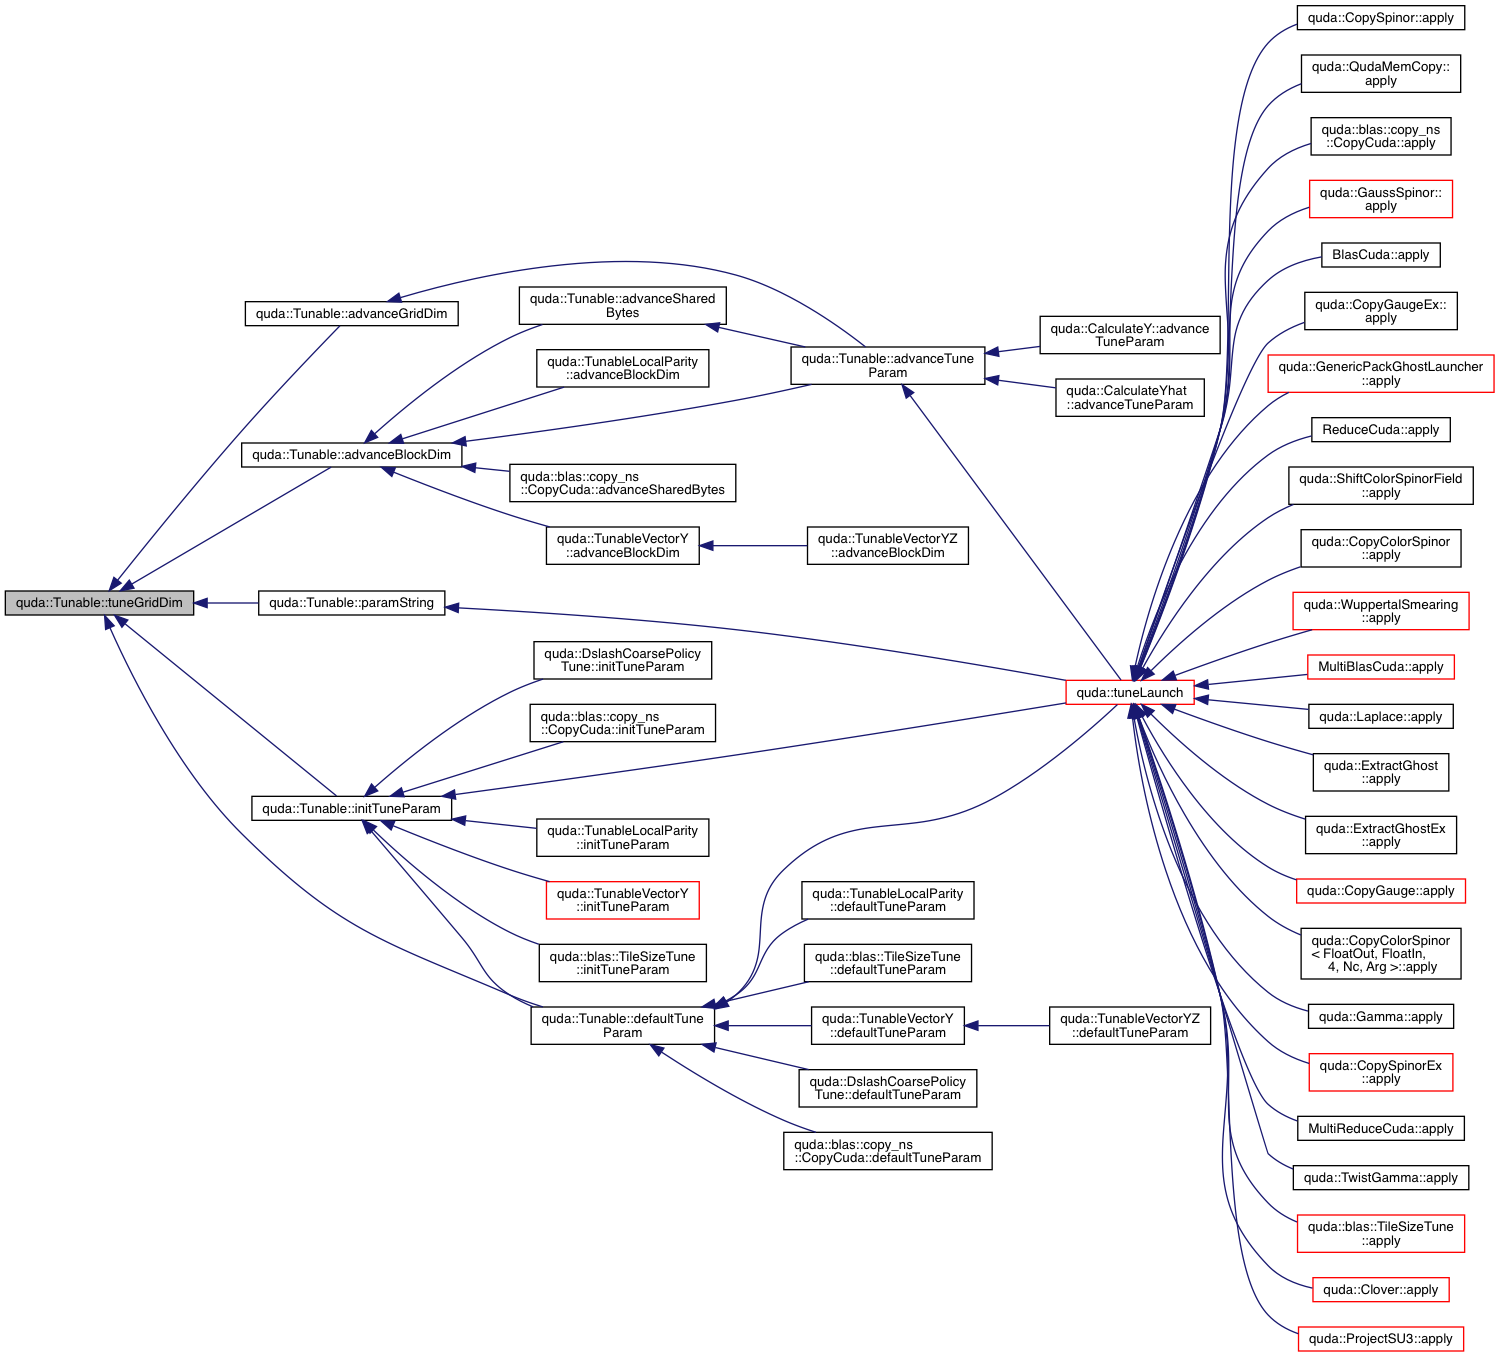 quda::Tunable::tuneGridDim
quda::Tunable::advanceGridDim
quda::Tunable::advanceBlockDim
quda::Tunable::paramString
quda::Tunable::initTuneParam
quda::Tunable::advanceShared
Bytes
quda::TunableLocalParity
::advanceBlockDim
quda::blas::copy_ns
::CopyCuda::advanceSharedBytes
quda::TunableVectorY
::advanceBlockDim
quda::DslashCoarsePolicy
Tune::initTuneParam
quda::blas::copy_ns
::CopyCuda::initTuneParam
quda::TunableLocalParity
::initTuneParam
quda::TunableVectorY
::initTuneParam
quda::blas::TileSizeTune
::initTuneParam
quda::Tunable::defaultTune
Param
quda::Tunable::advanceTune
Param
quda::TunableVectorYZ
::advanceBlockDim
quda::TunableLocalParity
::defaultTuneParam
quda::blas::TileSizeTune
::defaultTuneParam
quda::TunableVectorY
::defaultTuneParam
quda::DslashCoarsePolicy
Tune::defaultTuneParam
quda::blas::copy_ns
::CopyCuda::defaultTuneParam
quda::CalculateY::advance
TuneParam
quda::CalculateYhat
::advanceTuneParam
quda::tuneLaunch
quda::TunableVectorYZ
::defaultTuneParam
quda::CopySpinor::apply
quda::QudaMemCopy::
apply
quda::blas::copy_ns
::CopyCuda::apply
quda::GaussSpinor::
apply
BlasCuda::apply
quda::CopyGaugeEx::
apply
quda::GenericPackGhostLauncher
::apply
ReduceCuda::apply
quda::ShiftColorSpinorField
::apply
quda::CopyColorSpinor
::apply
quda::WuppertalSmearing
::apply
MultiBlasCuda::apply
quda::Laplace::apply
quda::ExtractGhost
::apply
quda::ExtractGhostEx
::apply
quda::CopyGauge::apply
quda::CopyColorSpinor
< FloatOut, FloatIn,
4, Nc, Arg >::apply
quda::Gamma::apply
quda::CopySpinorEx
::apply
MultiReduceCuda::apply
quda::TwistGamma::apply
quda::blas::TileSizeTune
::apply
quda::Clover::apply
quda::ProjectSU3::apply